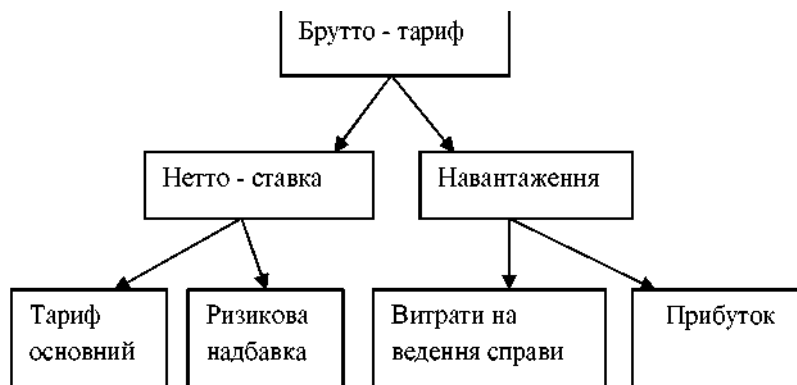 Брутто - тариф
Нетто - ставка
Навантаження
Тариф
основний
Ризикова
надбавка
Витрати на
ведення справи
Прибуток